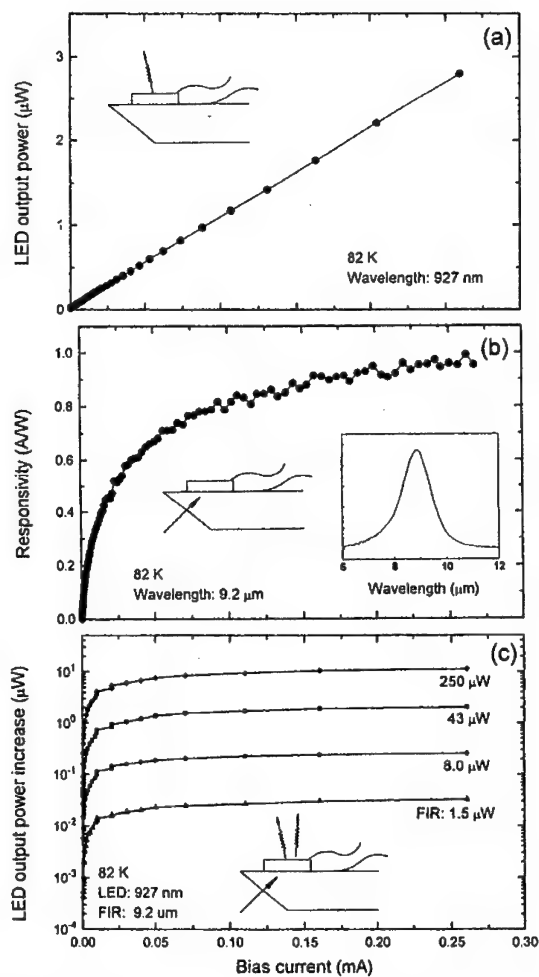 (a)
LED output power (μW)
3
2
1
0
82 K
Wavelength: 927 nm
(b)
Responsivity (A/W)
1.0
0.8
0.6
0.4
0.2
0.0
82 K
Wavelength: 9.2 μm
6 8 10 12
Wavelength (μm)
(c)
LED output power increase (μW)
10¹
10⁰
10⁻¹
10⁻²
10⁻³
10⁻⁴
250 μW
43 μW
8.0 μW
FIR: 1.5 μW
82 K
LED: 927 nm
FIR: 9.2 um
0.00 0.05 0.10 0.15 0.20 0.25 0.30
Bias current (mA)